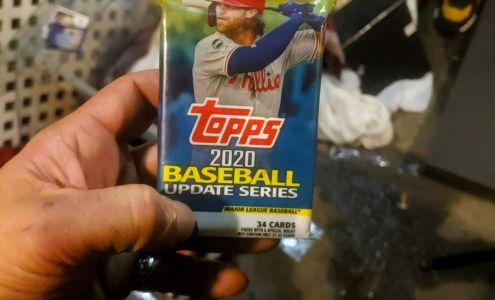 Phillies
TOPPS
2020
BASEBALL
UPDATE SERIES
MAJOR LEAGUE BASEBALL
34 CARDS